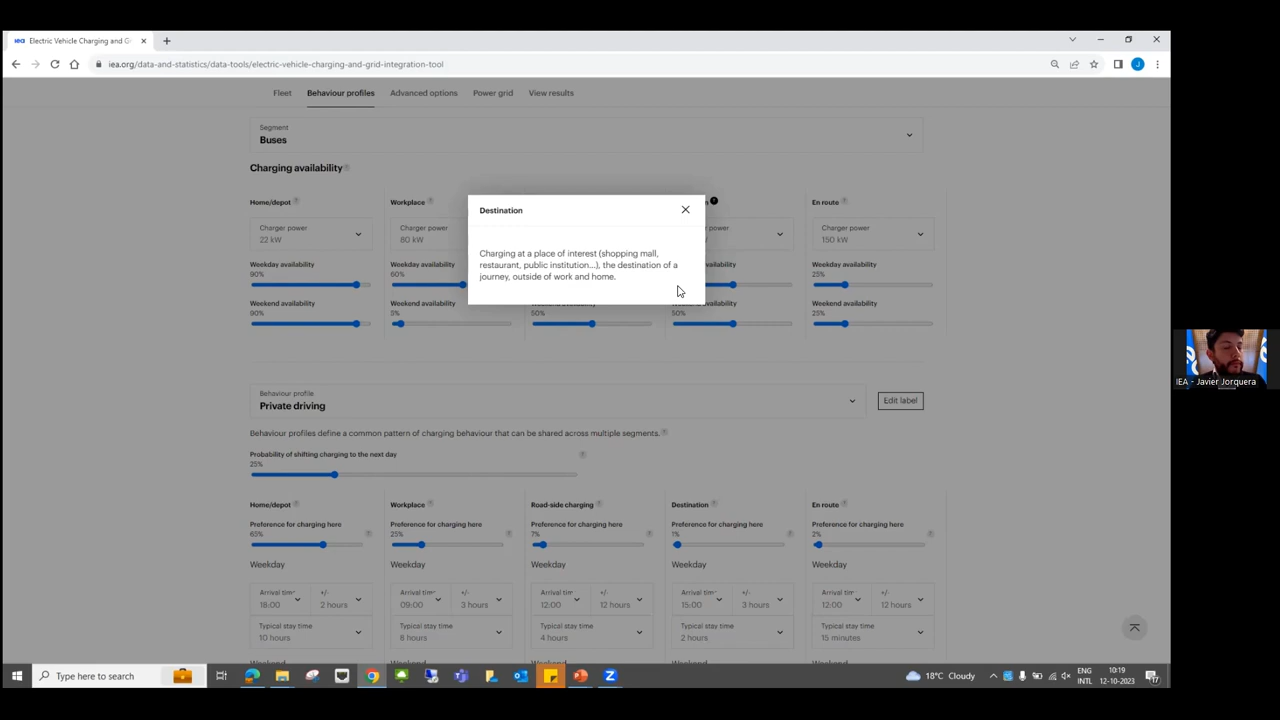 iea Electric Vehicle Charging and G
iea.org/data-and-statistics/data-tools/electric-vehicle-charging-and-grid-integration-tool
J
Fleet Behaviour profiles Advanced options Power grid View results
Segment
Buses
Charging availability
Home/depot Workplace En route
Charger power Charger power power Charger power
22 kW 80 kW 150 kW
Weekday availability Weekday availability Weekday availability
90% 60% 25%
Weekend availability Weekend availability Weekend availability
90% 5% 50% 50% 25%
Destination
Charging at a place of interest (shopping mall,
restaurant, public institution...), the destination of a
journey, outside of work and home.
Behaviour profile
Private driving
Edit label
Behaviour profiles define a common pattern of charging behaviour that can be shared across multiple segments.
Probability of shifting charging to the next day
25%
Home/depot Workplace Road-side charging Destination En route
Preference for charging here Preference for charging here Preference for charging here Preference for charging here Preference for charging here
65% 25% 7% 1% 2%
Weekday Weekday Weekday Weekday Weekday
Arrival tim +/- Arrival tim +/- Arrival tim +/- Arrival tim +/- Arrival tim +/-
18:00 2 hours 09:00 3 hours 12:00 12 hours 15:00 3 hours 12:00 12 hours
Typical stay time Typical stay time Typical stay time Typical stay time Typical stay time
10 hours 8 hours 4 hours 2 hours 15 minutes
IEA - Javier Jorquera
Type here to search
18°C Cloudy
ENG
INTL
10:19
12-10-2023